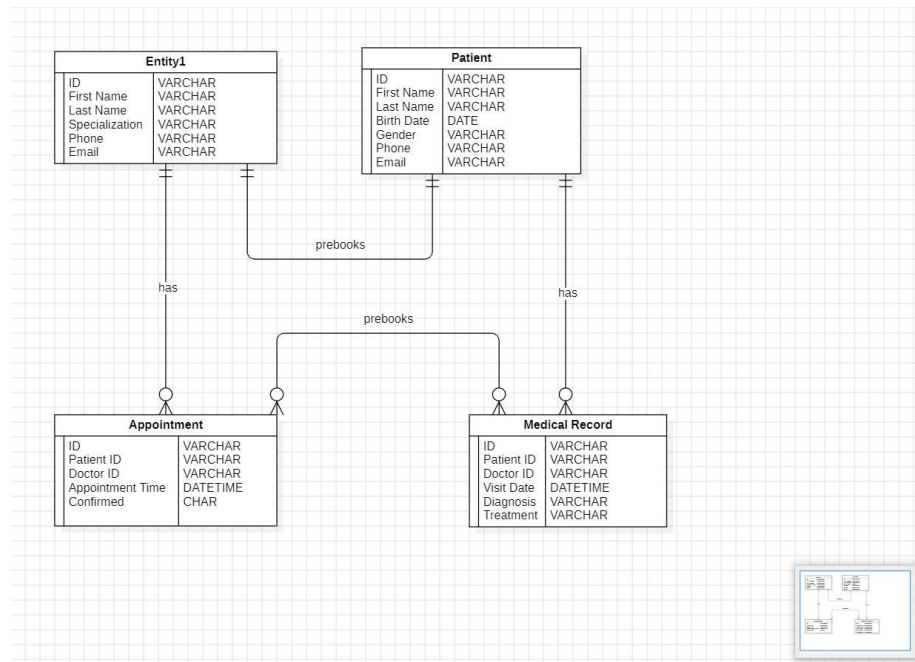 Entity1
ID VARCHAR
First Name VARCHAR
Last Name VARCHAR
Specialization VARCHAR
Phone VARCHAR
Email VARCHAR
Patient
ID VARCHAR
First Name VARCHAR
Last Name VARCHAR
Birth Date DATE
Gender VARCHAR
Phone VARCHAR
Email VARCHAR
prebooks
has
has
prebooks
Appointment
ID VARCHAR
Patient ID VARCHAR
Doctor ID VARCHAR
Appointment Time DATETIME
Confirmed CHAR
Medical Record
ID VARCHAR
Patient ID VARCHAR
Doctor ID VARCHAR
Visit Date DATETIME
Diagnosis VARCHAR
Treatment VARCHAR